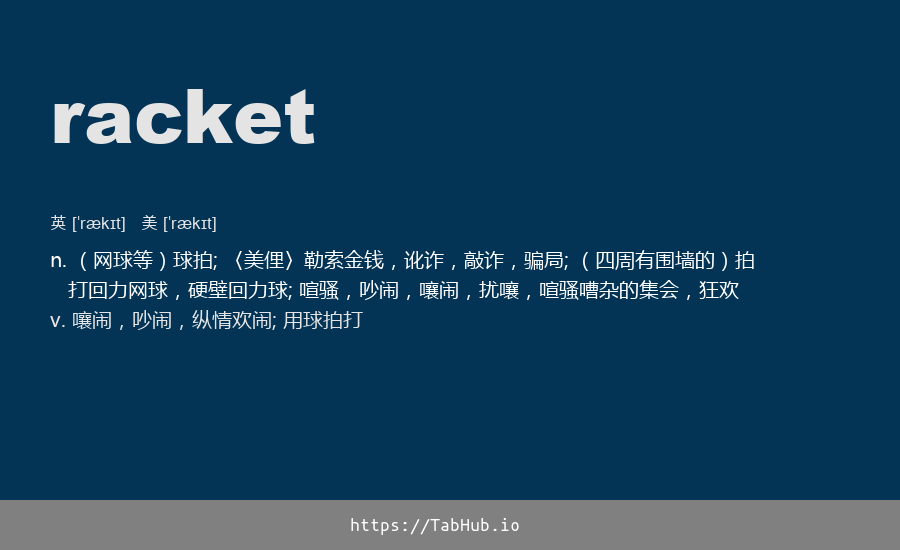 racket
英 [ˈrækɪt] 美 [ˈrækɪt]
n. （网球等）球拍; 〈美俚〉勒索金钱，讹诈，敲诈，骗局; （四周有围墙的）拍
打回力网球，硬壁回力球; 喧骚，吵闹，嚷闹，扰嚷，喧骚嘈杂的集会，狂欢
v. 嚷闹，吵闹，纵情欢闹; 用球拍打
https://TabHub.io